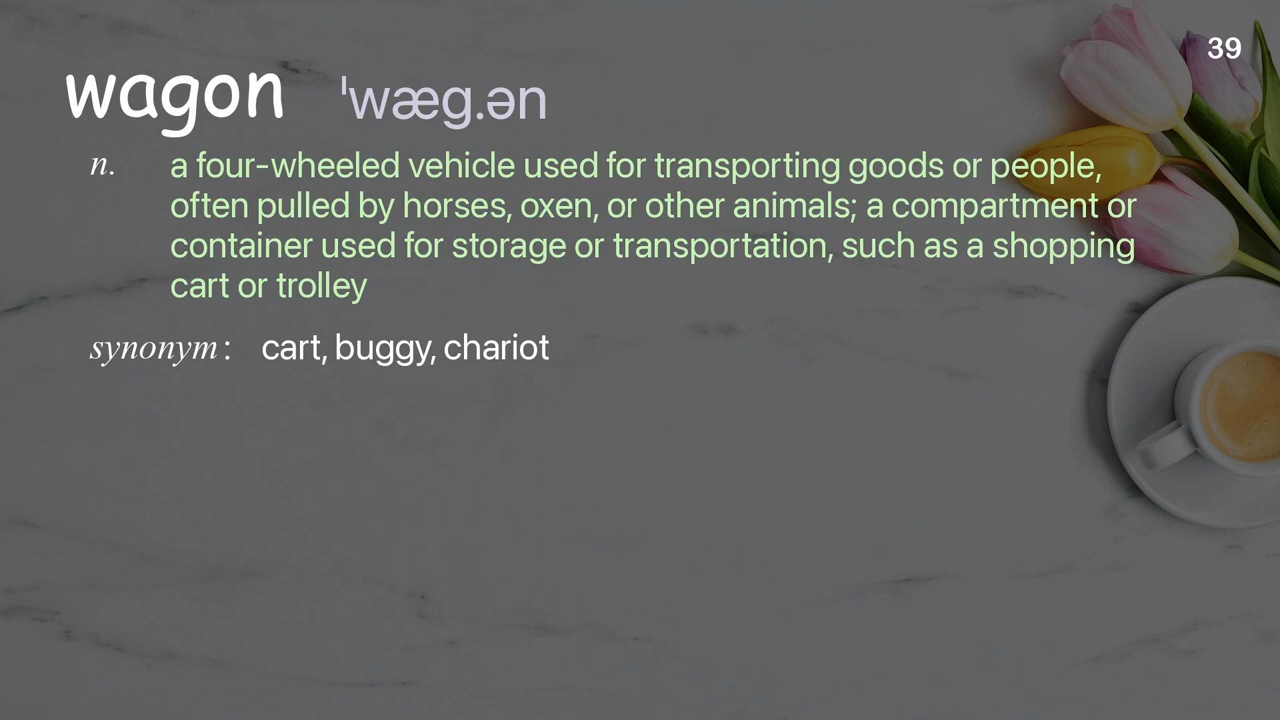 39
wagon ˈwæɡ.ən
n. a four-wheeled vehicle used for transporting goods or people,
often pulled by horses, oxen, or other animals; a compartment or
container used for storage or transportation, such as a shopping
cart or trolley
synonym: cart, buggy, chariot